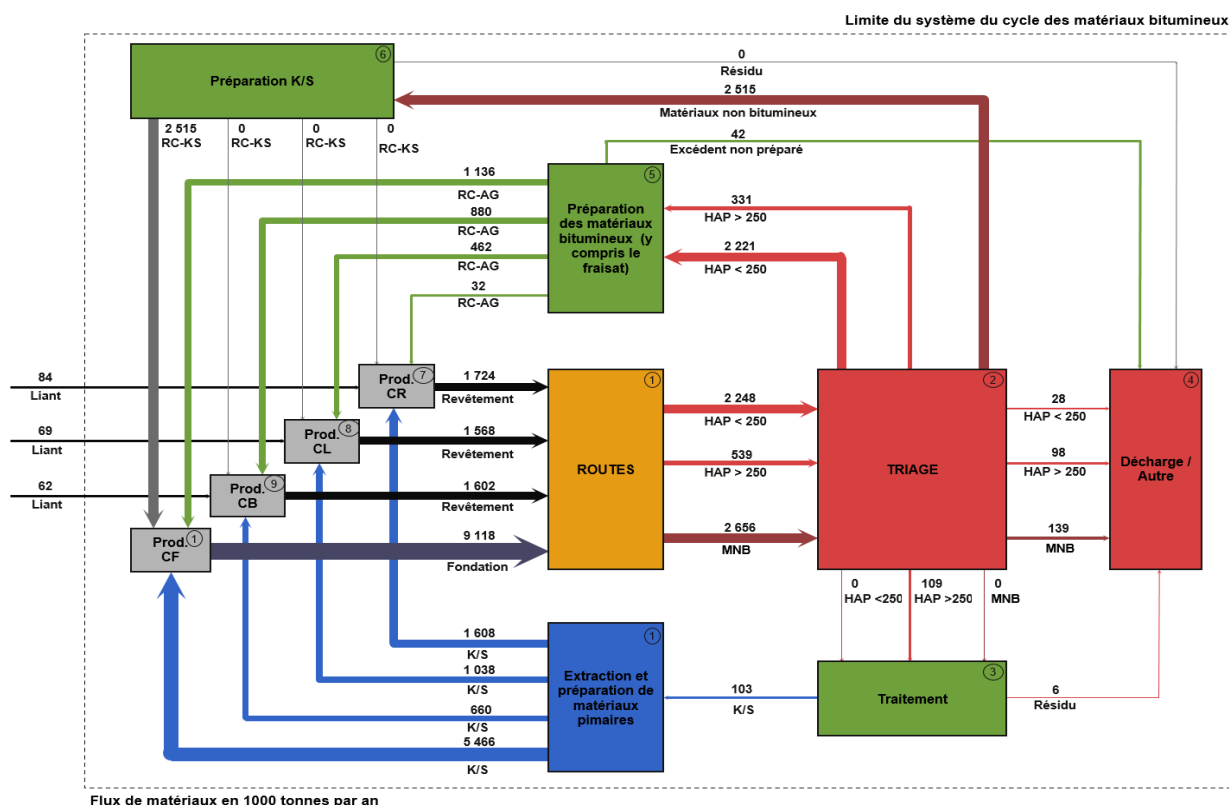 Limite du système du cycle des matériaux bitumineux
6
Préparation K/S
0
Résidu
2 515
Matériaux non bitumineux
2 515
RC-KS
0
RC-KS
0
RC-KS
0
RC-KS
42
Excédent non préparé
5
Préparation
des matériaux
bitumineux (y
compris le
fraisat)
1 136
RC-AG
880
RC-AG
462
RC-AG
32
RC-AG
331
HAP > 250
2 221
HAP < 250
84
Liant
69
Liant
62
Liant
7
Prod.
CR
8
Prod.
CL
9
Prod.
CB
1
Prod.
CF
1 724
Revêtement
1 568
Revêtement
1 602
Revêtement
9 118
Fondation
1
ROUTES
2 248
HAP < 250
539
HAP > 250
2 656
MNB
2
TRIAGE
28
HAP < 250
98
HAP > 250
139
MNB
4
Décharge /
Autre
0
HAP <250
109
HAP >250
0
MNB
1 608
K/S
1 038
K/S
660
K/S
5 466
K/S
1
Extraction et
préparation de
matériaux
pimaires
103
K/S
3
Traitement
6
Résidu
Flux de matériaux en 1000 tonnes par an